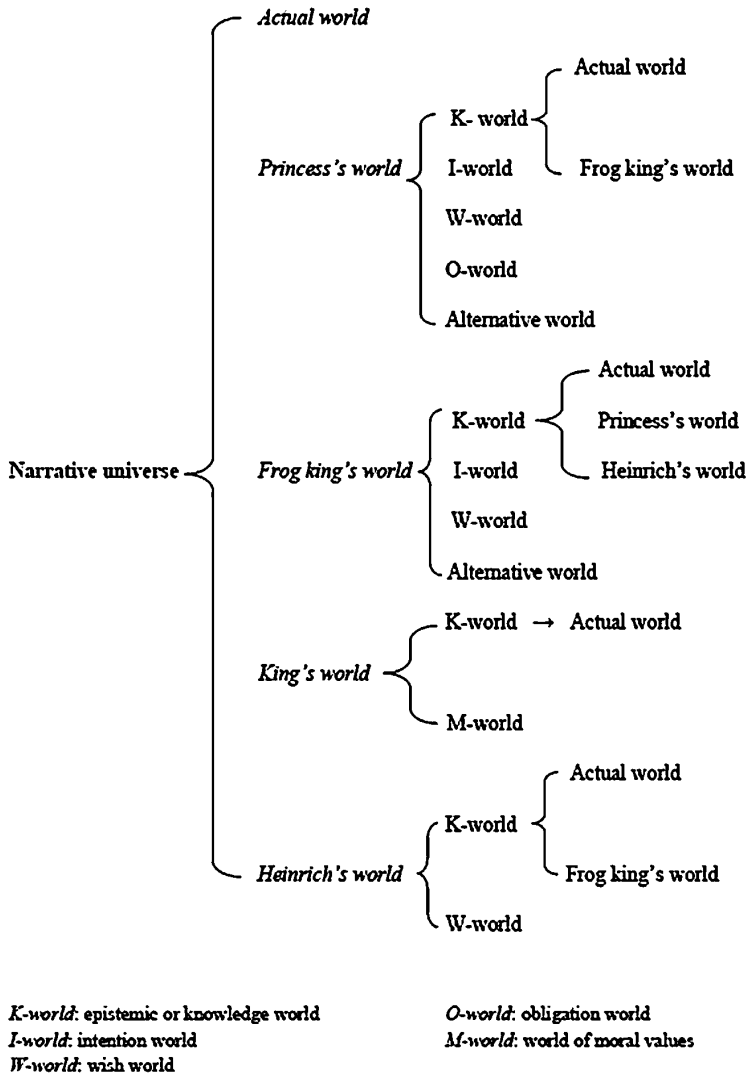 Actual world
Actual world
K- world
Princess's world
I-world
Frog king's world
W-world
O-world
Alternative world
Actual world
K-world
Princess's world
Narrative universe
Frog king's world
I-world
Heinrich's world
W-world
Alternative world
K-world → Actual world
King's world
M-world
Actual world
K-world
Heinrich's world
Frog king's world
W-world
K-world: epistemic or knowledge world
O-world: obligation world
I-world: intention world
M-world: world of moral values
W-world: wish world